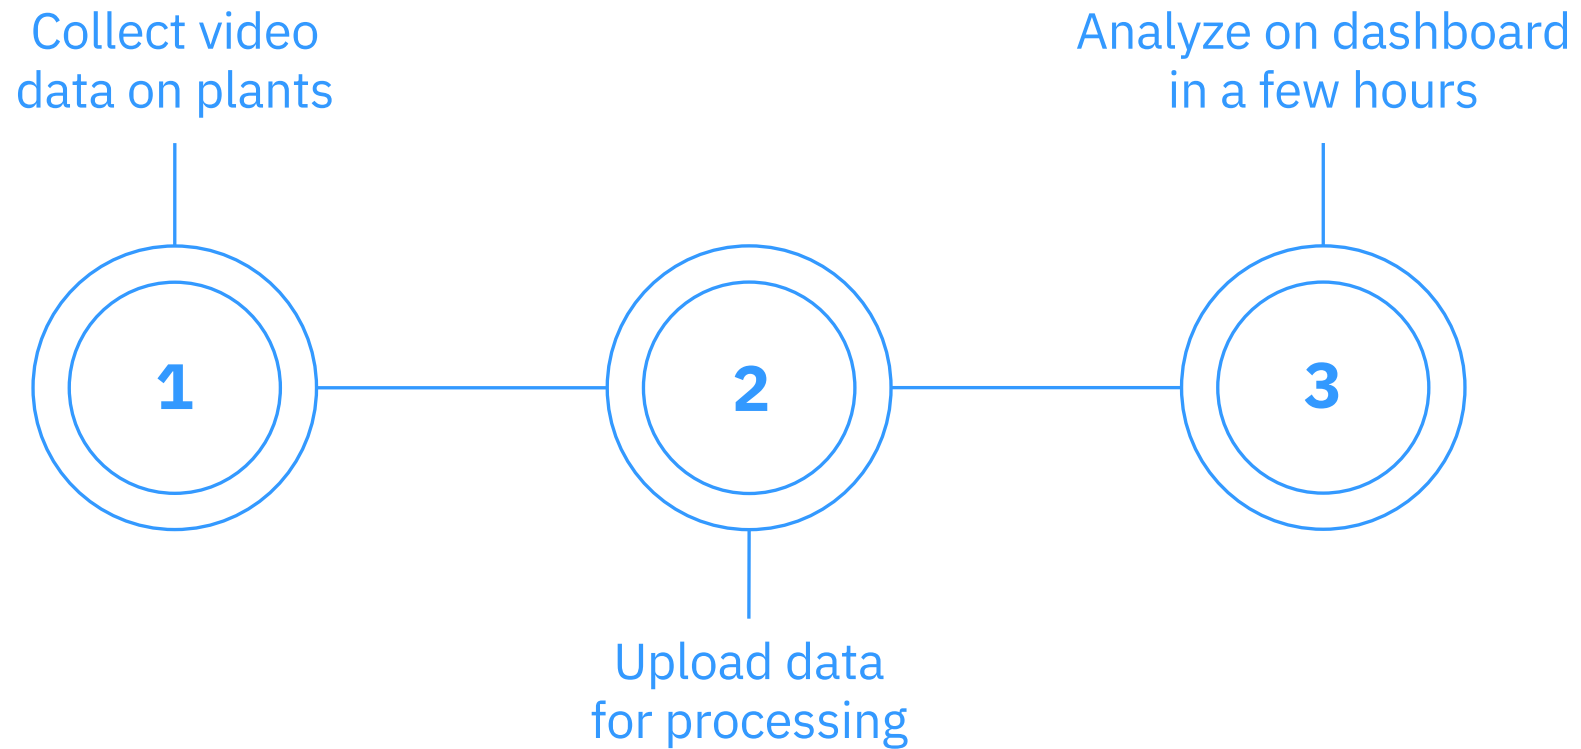 Collect video
data on plants
Analyze on dashboard
in a few hours
1
2
3
Upload data
for processing